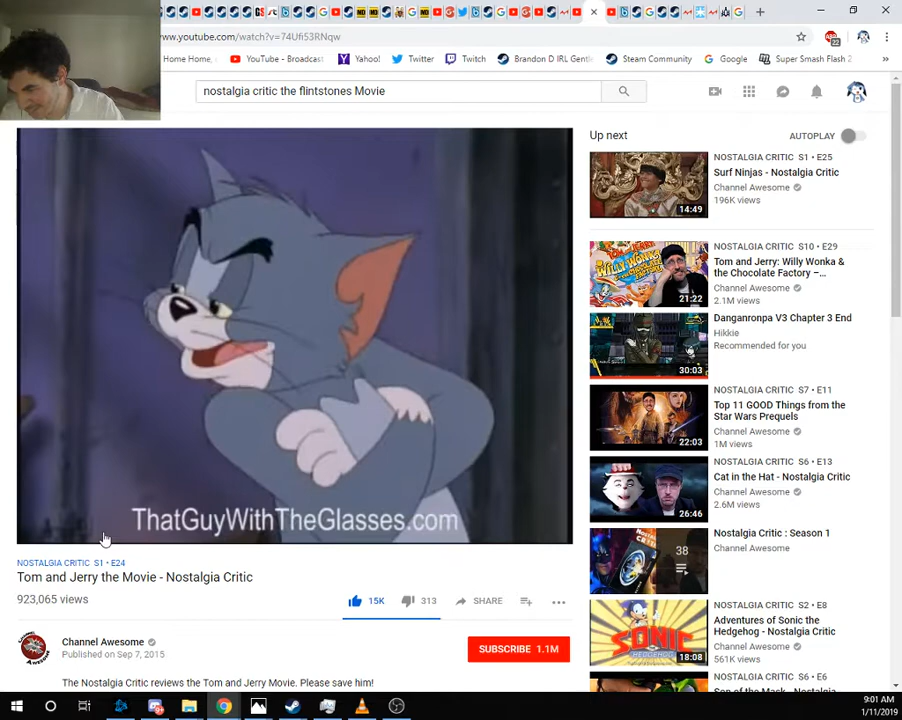 www.youtube.com/watch?v=74Ufi53RNqw
22
Home Home.
YouTube - Broadcast
Yahoo!
Twitter
Twitch
Brandon D IRL Gentl
Steam Community
Google
Super Smash Flash 2
»
nostalgia critic the flintstones Movie
ThatGuyWithTheGlasses.com
NOSTALGIA CRITIC S1 • E24
Tom and Jerry the Movie - Nostalgia Critic
923,065 views
15K
313
SHARE
Channel Awesome
Published on Sep 7, 2015
SUBSCRIBE 1.1M
The Nostalgia Critic reviews the Tom and Jerry Movie. Please save him!
Up next
AUTOPLAY
14:49
NOSTALGIA CRITIC S1 • E25
Surf Ninjas - Nostalgia Critic
Channel Awesome
196K views
21:22
NOSTALGIA CRITIC S10 • E29
Tom and Jerry: Willy Wonka &
the Chocolate Factory –...
Channel Awesome
2.1M views
30:03
Danganronpa V3 Chapter 3 End
Hikkie
Recommended for you
22:03
NOSTALGIA CRITIC S7 • E11
Top 11 GOOD Things from the
Star Wars Prequels
Channel Awesome
1M views
26:46
NOSTALGIA CRITIC S6 • E13
Cat in the Hat - Nostalgia Critic
Channel Awesome
2.6M views
38
Nostalgia Critic : Season 1
Channel Awesome
SONIC
18:08
NOSTALGIA CRITIC S2 • E8
Adventures of Sonic the
Hedgehog - Nostalgia Critic
Channel Awesome
561K views
NOSTALGIA CRITIC S6 • E6
Son of the Mask - Nostalgia
9:01 AM
1/11/2019